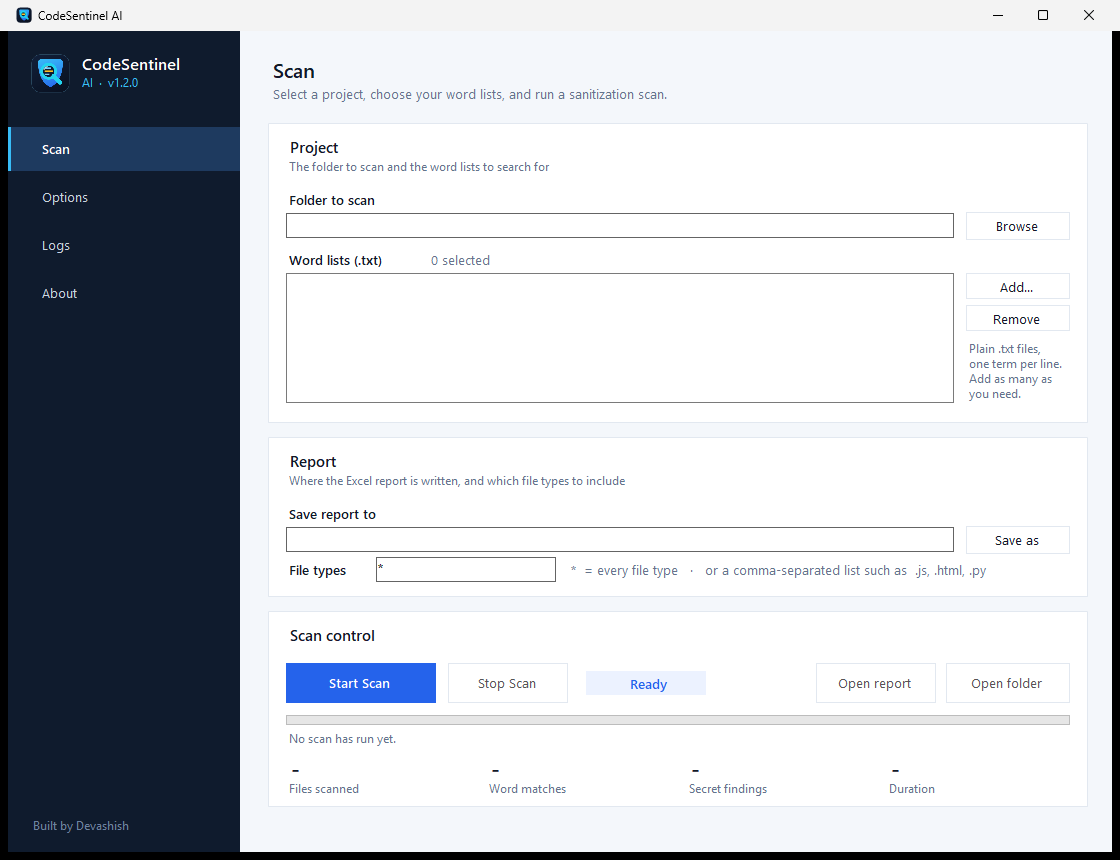 CodeSentinel AI
CodeSentinel
AI · v1.2.0
Scan
Options
Logs
About
Built by Devashish
Scan
Select a project, choose your word lists, and run a sanitization scan.
Project
The folder to scan and the word lists to search for
Folder to scan
Browse
Word lists (.txt) 0 selected
Add...
Remove
Plain .txt files,
one term per line.
Add as many as
you need.
Report
Where the Excel report is written, and which file types to include
Save report to
Save as
File types * * = every file type · or a comma-separated list such as .js, .html, .py
Scan control
Start Scan Stop Scan Ready Open report Open folder
No scan has run yet.
– – – –
Files scanned Word matches Secret findings Duration